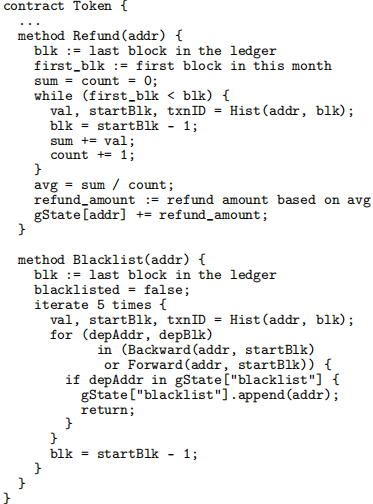 contract Token {
  ...
  method Refund(addr) {
    blk := last block in the ledger
    first_blk := first block in this month
    sum = count = 0;
    while (first_blk < blk) {
      val, startBlk, txnID = Hist(addr, blk);
      blk = startBlk - 1;
      sum += val;
      count += 1;
    }
    avg = sum / count;
    refund_amount := refund amount based on avg
    gState[addr] += refund_amount;
  }

  method Blacklist(addr) {
    blk := last block in the ledger
    blacklisted = false;
    iterate 5 times {
      val, startBlk, txnID = Hist(addr, blk);
      for (depAddr, depBlk)
            in (Backward(addr, startBlk)
             or Forward(addr, startBlk)) {
        if depAddr in gState["blacklist"] {
          gState["blacklist"].append(addr);
          return;
        }
      }
      blk = startBlk - 1;
    }
  }
}